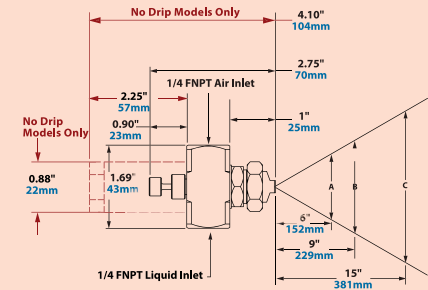 No Drip Models Only
4.10"
104mm
2.75"
70mm
2.25"
57mm
1/4 FNPT Air Inlet
0.90"
23mm
1"
25mm
No Drip
Models Only
0.88"
22mm
1.69"
43mm
A
B
C
6"
152mm
9"
229mm
1/4 FNPT Liquid Inlet
15"
381mm